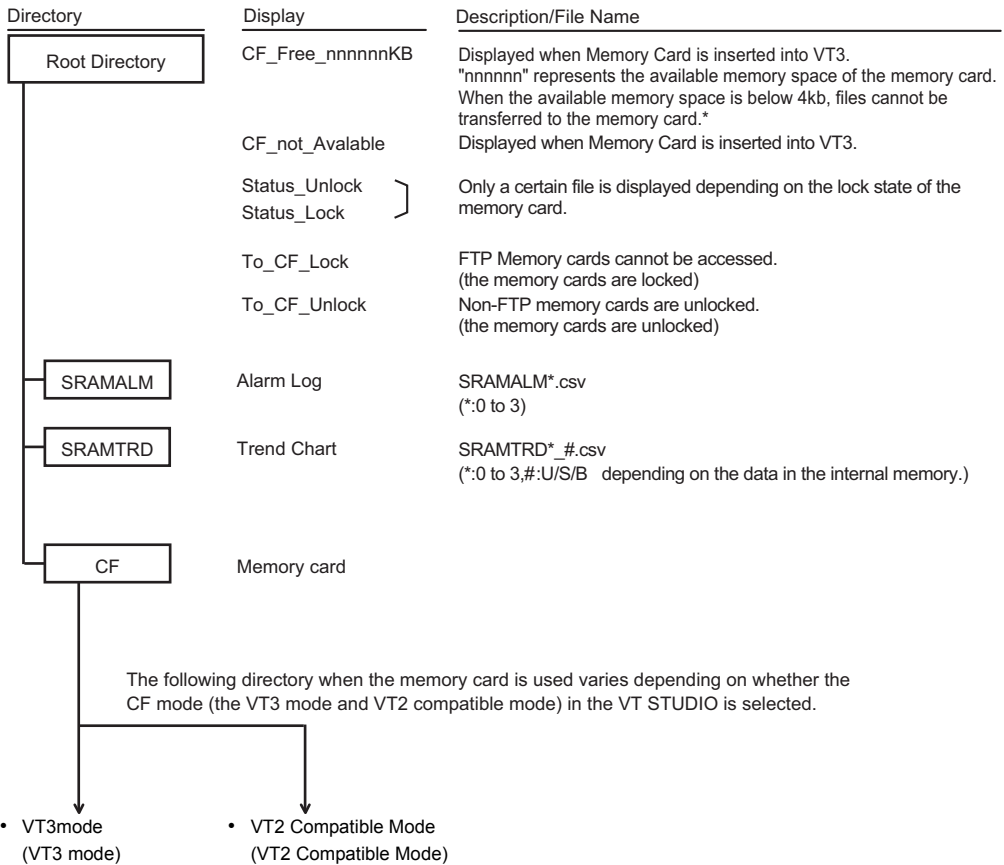 Directory Display Description/File Name
Root Directory CF_Free_nnnnnnKB Displayed when Memory Card is inserted into VT3.
"nnnnnn" represents the available memory space of the memory card.
When the available memory space is below 4kb, files cannot be
transferred to the memory card.*
CF_not_Avalable Displayed when Memory Card is inserted into VT3.
Status_Unlock Only a certain file is displayed depending on the lock state of the
Status_Lock memory card.
To_CF_Lock FTP Memory cards cannot be accessed.
(the memory cards are locked)
To_CF_Unlock Non-FTP memory cards are unlocked.
(the memory cards are unlocked)
SRAMALM Alarm Log SRAMALM*.csv
(*:0 to 3)
SRAMTRD Trend Chart SRAMTRD*_#.csv
(*:0 to 3,#:U/S/B depending on the data in the internal memory.)
CF Memory card
The following directory when the memory card is used varies depending on whether the
CF mode (the VT3 mode and VT2 compatible mode) in the VT STUDIO is selected.
• VT3mode • VT2 Compatible Mode
(VT3 mode) (VT2 Compatible Mode)